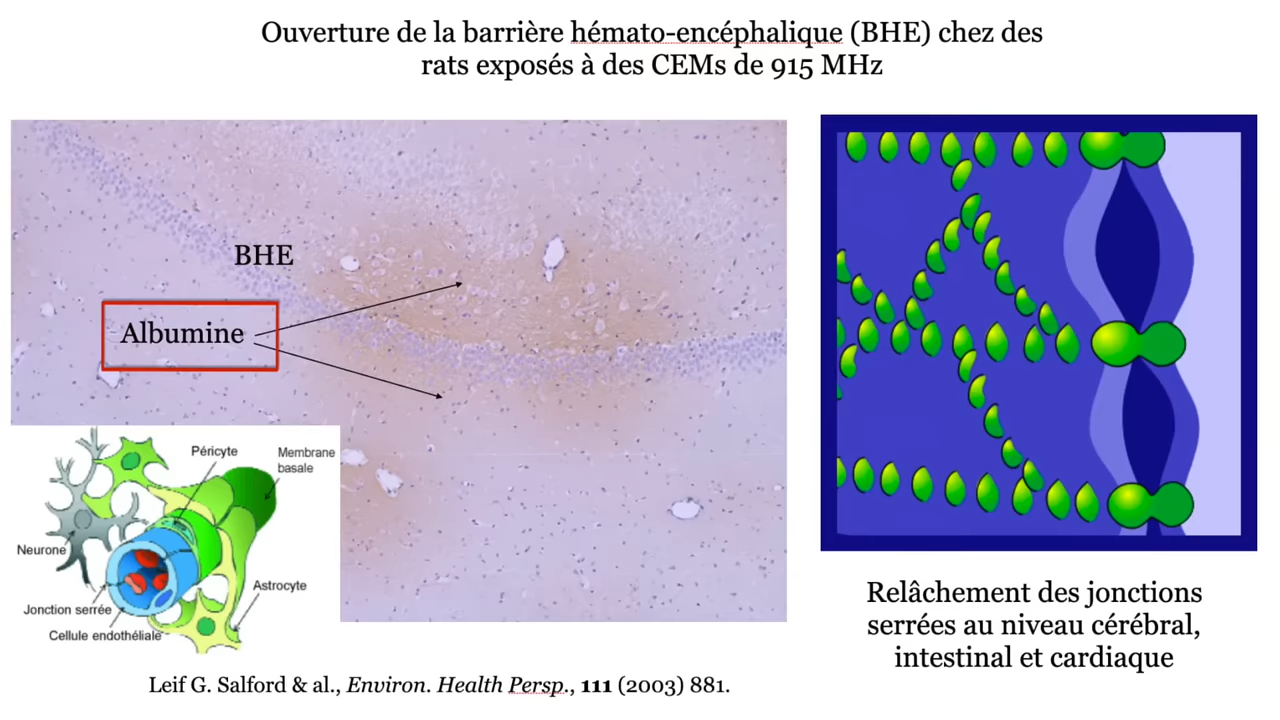 Ouverture de la barrière hémato-encéphalique (BHE) chez des
rats exposés à des CEMs de 915 MHz
BHE
Albumine
Péricyte
Membrane
basale
Neurone
Astrocyte
Jonction serrée
Cellule endothéliale
Relâchement des jonctions
serrées au niveau cérébral,
intestinal et cardiaque
Leif G. Salford & al., Environ. Health Persp., 111 (2003) 881.